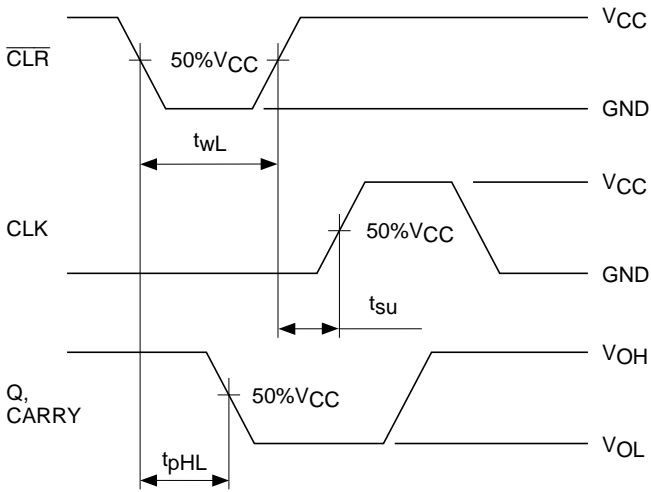 VCC
CLR
50%VCC
GND
twL
VCC
CLK
50%VCC
GND
tsu
VOH
Q,
CARRY
50%VCC
VOL
tpHL